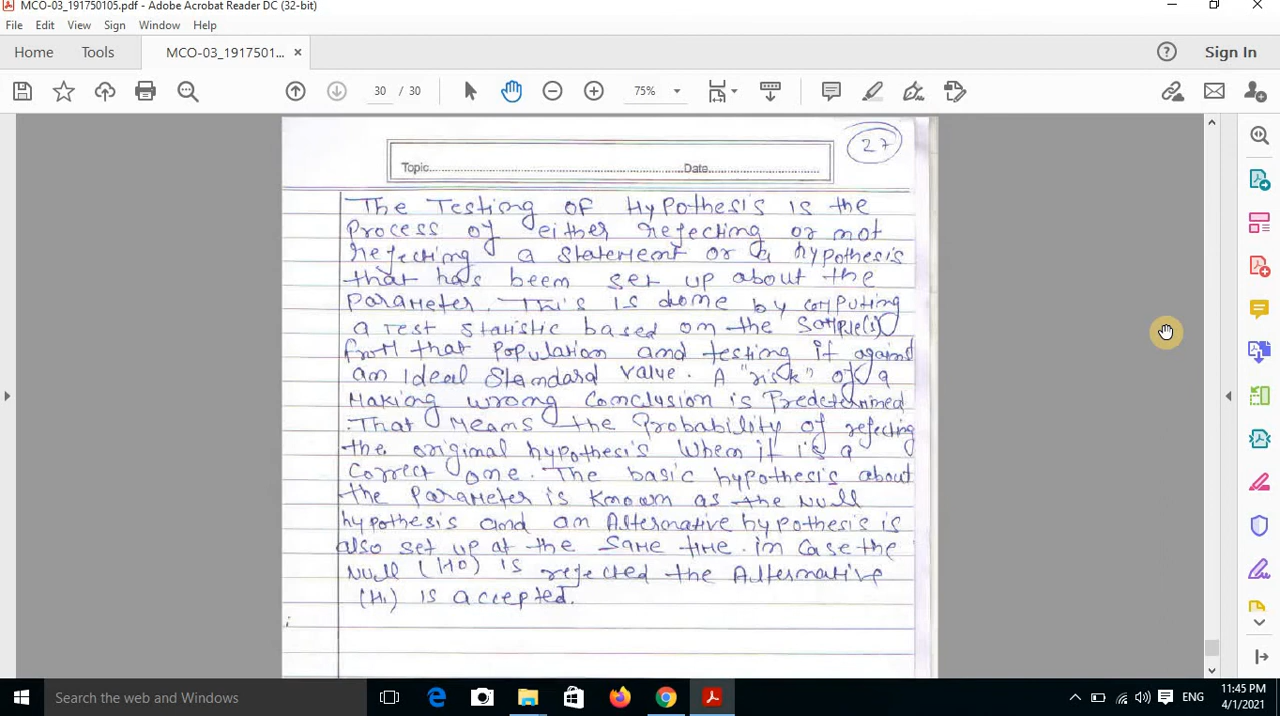 MCO-03_191750105.pdf - Adobe Acrobat Reader DC (32-bit)
File Edit View Sign Window Help
Home Tools MCO-03_1917501... × Sign In
30 / 30 75%
27
Topic Date
The Testing of Hypothesis is the
Process of either rejecting or not
rejecting a Statement or a hypothesis
that has been set up about the
Parameter. This is done by computing
a Test Statistic based on the Sample(s)
from that population and testing it against
an Ideal Standard value. A "risk" of a
Making wrong Conclusion is Predetermined
.That Means the Probability of rejecting
the original hypothesis when it is a
Correct one. The basic hypothesis about
the Parameter is Known as the Null
hypothesis and an Alternative hypothesis is
also set up at the Same time. in Case the
Null (H0) is rejected the Alternative
(H1) is accepted.
Search the web and Windows
ENG
11:45 PM
4/1/2021